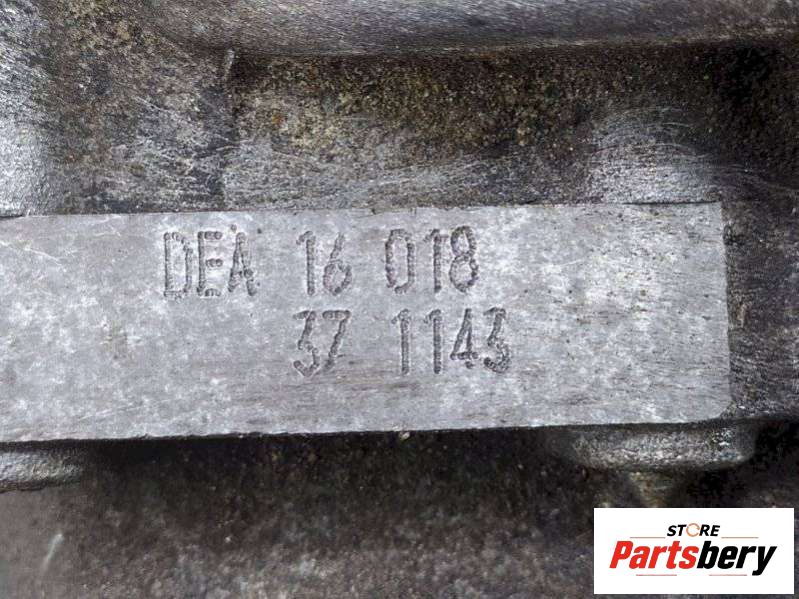 DEA 16 018
37 1143
STORE
Partsbery